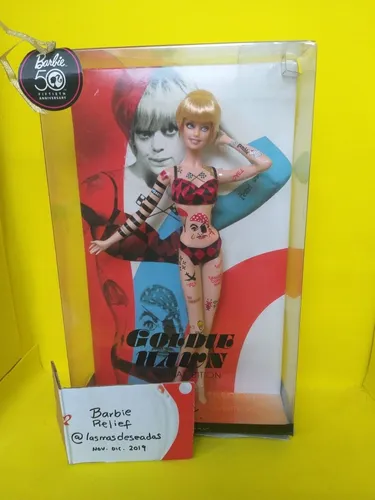 Barbie
50
FIFTIETH
ANNIVERSARY
GOLDIE
HAWN
Barbie
Relief
@lasmasdeseadas
NOV. DIC. 2019